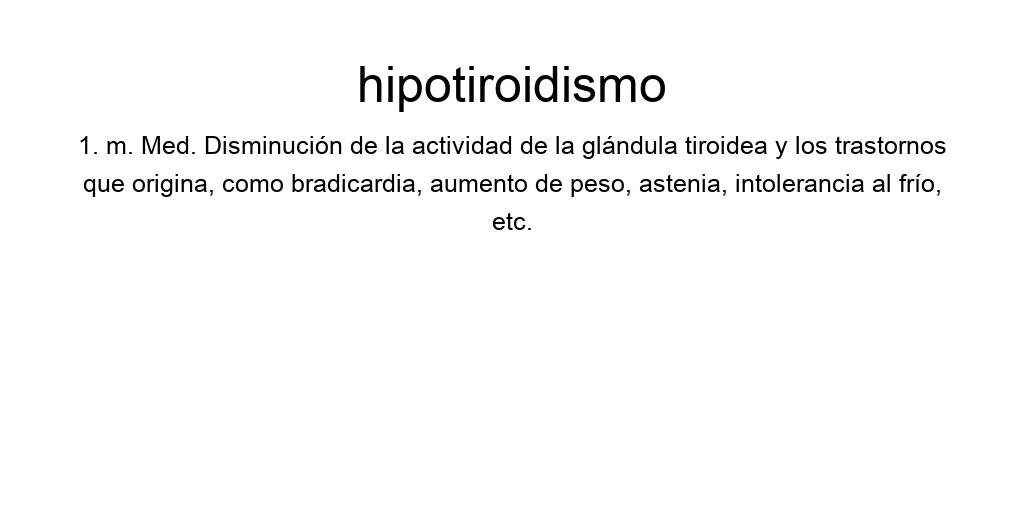 hipotiroidismo
1. m. Med. Disminución de la actividad de la glándula tiroidea y los trastornos
que origina, como bradicardia, aumento de peso, astenia, intolerancia al frío,
etc.